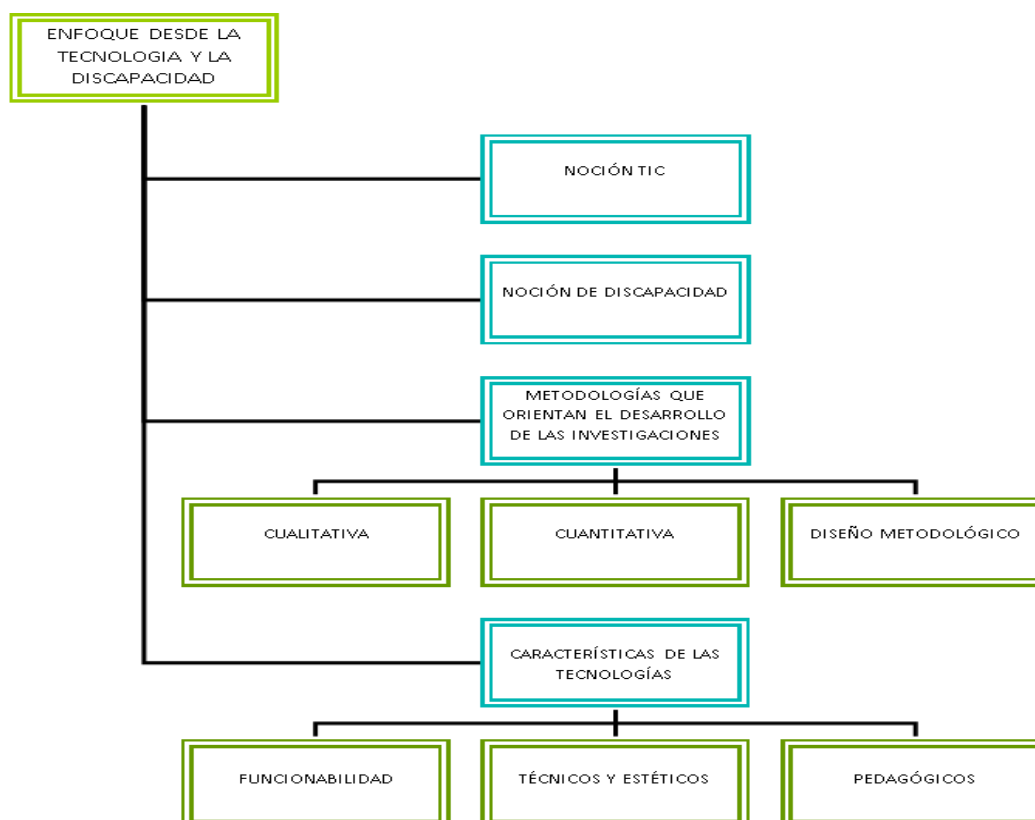 ENFOQUE DESDE LA
TECNOLOGIA Y LA
DISCAPACIDAD
NOCIÓN TIC
NOCIÓN DE DISCAPACIDAD
METODOLOGÍAS QUE
ORIENTAN EL DESARROLLO
DE LAS INVESTIGACIONES
CUALITATIVA
CUANTITATIVA
DISEÑO METODOLÓGICO
CARACTERÍSTICAS DE LAS
TECNOLOGÍAS
FUNCIONABILIDAD
TÉCNICOS Y ESTÉTICOS
PEDAGÓGICOS